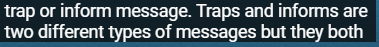 trap or inform message. Traps and informs are
two different types of messages but they both